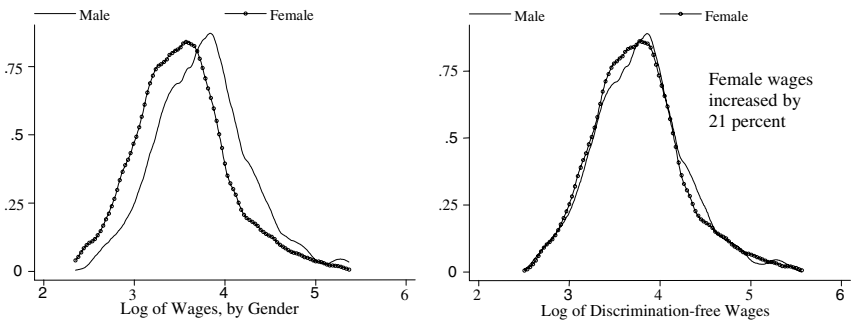 Male
Female
.75
.5
.25
0
2
3
4
5
6
Log of Wages, by Gender
Male
Female
.75
.5
.25
0
Female wages
increased by
21 percent
2
3
4
5
6
Log of Discrimination-free Wages